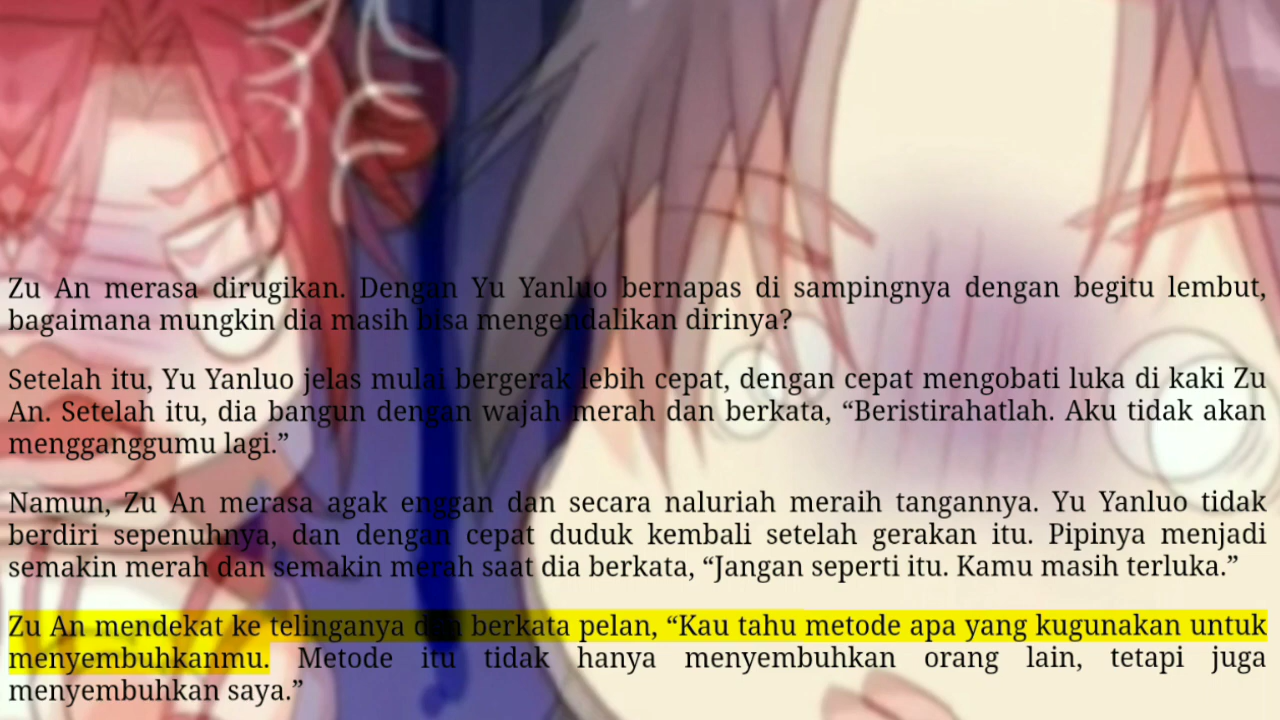 Zu An merasa dirugikan. Dengan Yu Yanluo bernapas di sampingnya dengan begitu lembut,
bagaimana mungkin dia masih bisa mengendalikan dirinya?
Setelah itu, Yu Yanluo jelas mulai bergerak lebih cepat, dengan cepat mengobati luka di kaki Zu
An. Setelah itu, dia bangun dengan wajah merah dan berkata, “Beristirahatlah. Aku tidak akan
mengganggumu lagi.”
Namun, Zu An merasa agak enggan dan secara naluriah meraih tangannya. Yu Yanluo tidak
berdiri sepenuhnya, dan dengan cepat duduk kembali setelah gerakan itu. Pipinya menjadi
semakin merah dan semakin merah saat dia berkata, “Jangan seperti itu. Kamu masih terluka.”
Zu An mendekat ke telinganya dan berkata pelan, “Kau tahu metode apa yang kugunakan untuk
menyembuhkanmu. Metode itu tidak hanya menyembuhkan orang lain, tetapi juga
menyembuhkan saya.”